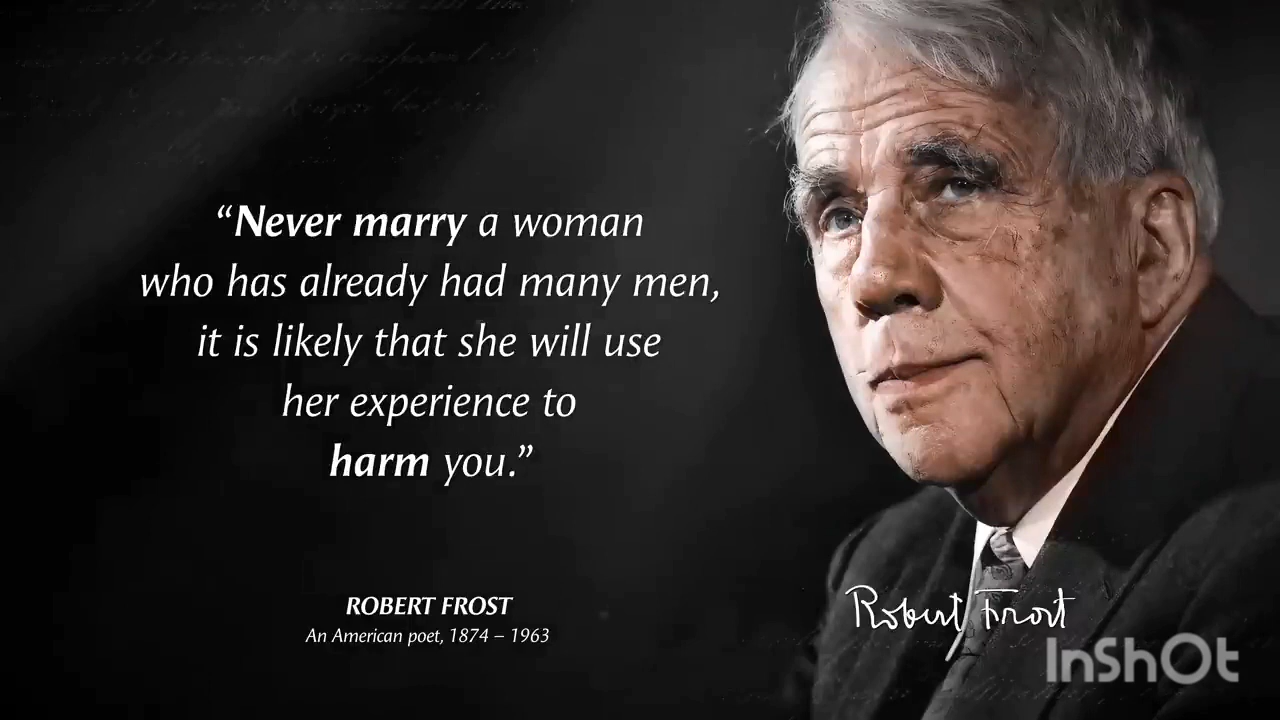 “Never marry a woman
who has already had many men,
it is likely that she will use
her experience to
harm you.”
ROBERT FROST
An American poet, 1874 – 1963
Robert Frost
InShOt